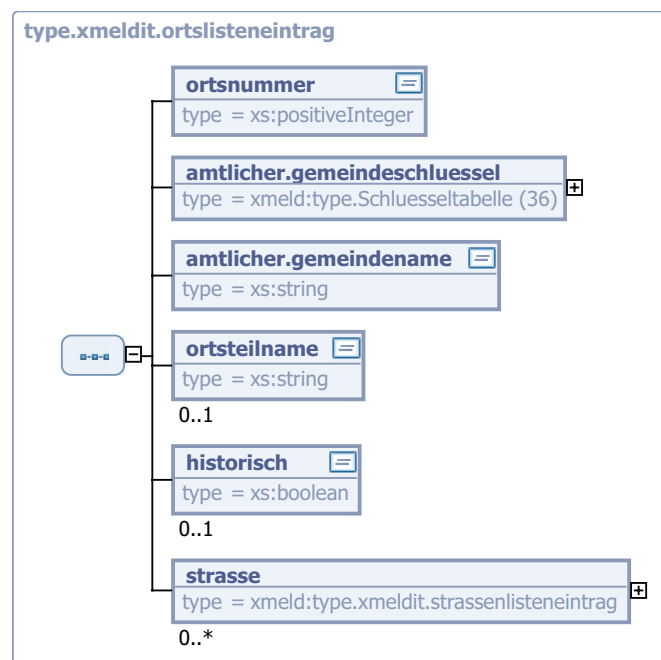 type.xmeldit.ortslisteneintrag
ortsnummer
type = xs:positiveInteger
amtlicher.gemeindeschluessel
type = xmeld:type.Schluesseltabelle (36)
amtlicher.gemeindename
type = xs:string
ortsteilname
type = xs:string
0..1
historisch
type = xs:boolean
0..1
strasse
type = xmeld:type.xmeldit.strassenlisteneintrag
0..*